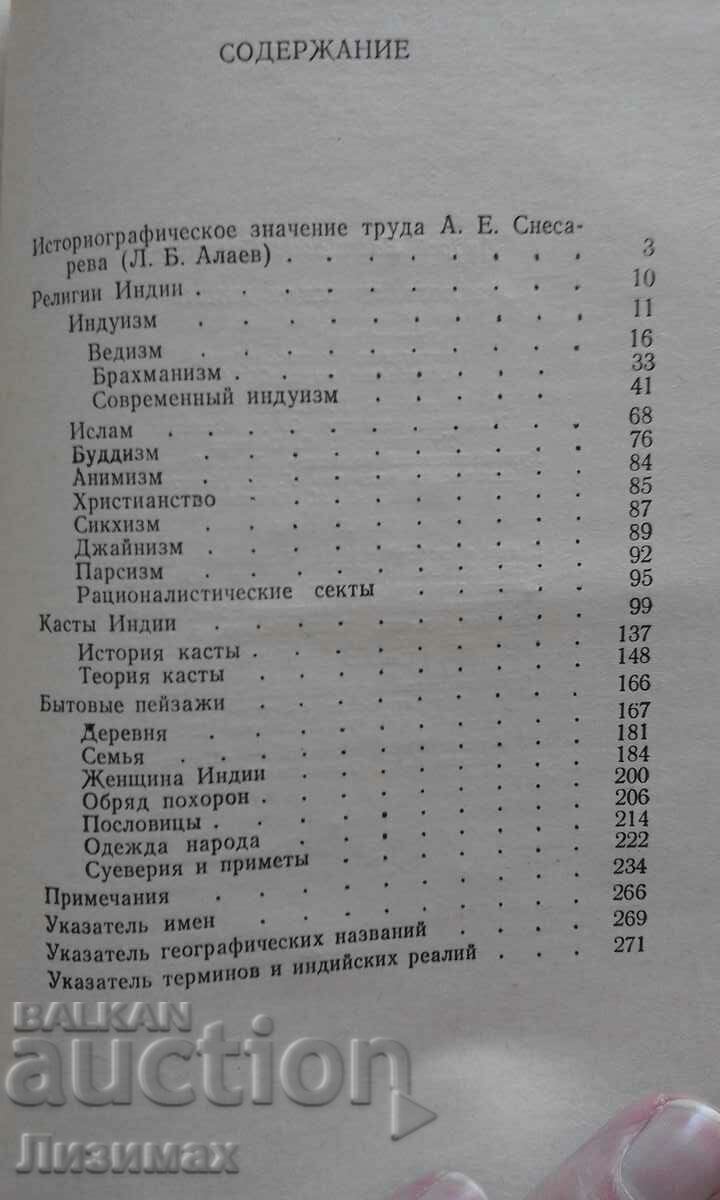 СОДЕРЖАНИЕ
Историографическое значение труда А. Е. Снеса-
рева (Л. Б. Алаев) . . . . . . . . 3
Религии Индии . . . . . . . . . . 10
Индуизм . . . . . . . . . . 11
Ведизм . . . . . . . . . 16
Брахманизм . . . . . . . . 33
Современный индуизм . . . . . 41
Ислам . . . . . . . . . . . 68
Буддизм . . . . . . . . . . 76
Анимизм . . . . . . . . . . 84
Христианство . . . . . . . . 85
Сикхизм . . . . . . . . . . 87
Джайнизм . . . . . . . . . 89
Парсизм . . . . . . . . . . 92
Рационалистические секты . . . . . 95
Касты Индии . . . . . . . . . . 99
История касты . . . . . . . . . 137
Теория касты . . . . . . . . . 148
Бытовые пейзажи . . . . . . . . . 166
Деревня . . . . . . . . . . 167
Семья . . . . . . . . . . 181
Женщина Индии . . . . . . . . 184
Обряд похорон . . . . . . . . . 200
Пословицы . . . . . . . . . . 206
Одежда народа . . . . . . . . 214
Суеверия и приметы . . . . . . . 222
Примечания . . . . . . . . . . 234
Указатель имен . . . . . . . . . 266
Указатель географических названий . . . . 269
Указатель терминов и индийских реалий . . . . 271
BALKAN
auction
Лизимах